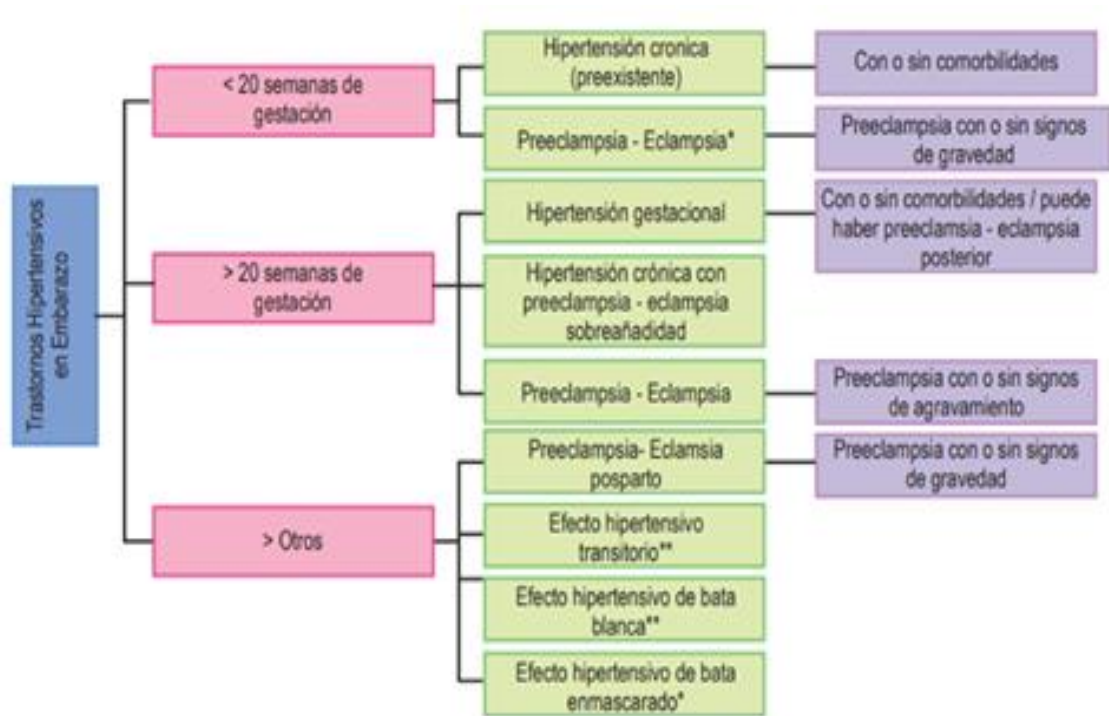 Trastornos Hipertensivos
en Embarazo
< 20 semanas de
gestación
Hipertensión cronica
(preexistente)
Con o sin comorbilidades
Preeclampsia - Eclampsia*
Preeclampsia con o sin signos
de gravedad
> 20 semanas de
gestación
Hipertensión gestacional
Con o sin comorbilidades / puede
haber preeclamsia - eclampsia
posterior
Hipertensión crónica con
preeclampsia - eclampsia
sobreañadidad
Preeclampsia - Eclampsia
Preeclampsia con o sin signos
de agravamiento
> Otros
Preeclampsia- Eclamsia
posparto
Preeclampsia con o sin signos
de gravedad
Efecto hipertensivo
transitorio**
Efecto hipertensivo de bata
blanca**
Efecto hipertensivo de bata
enmascarado*